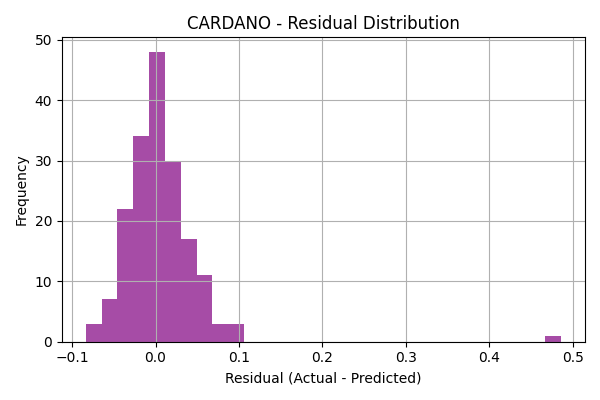 CARDANO - Residual Distribution
Frequency
50
40
30
20
10
0
−0.1 0.0 0.1 0.2 0.3 0.4 0.5
Residual (Actual - Predicted)